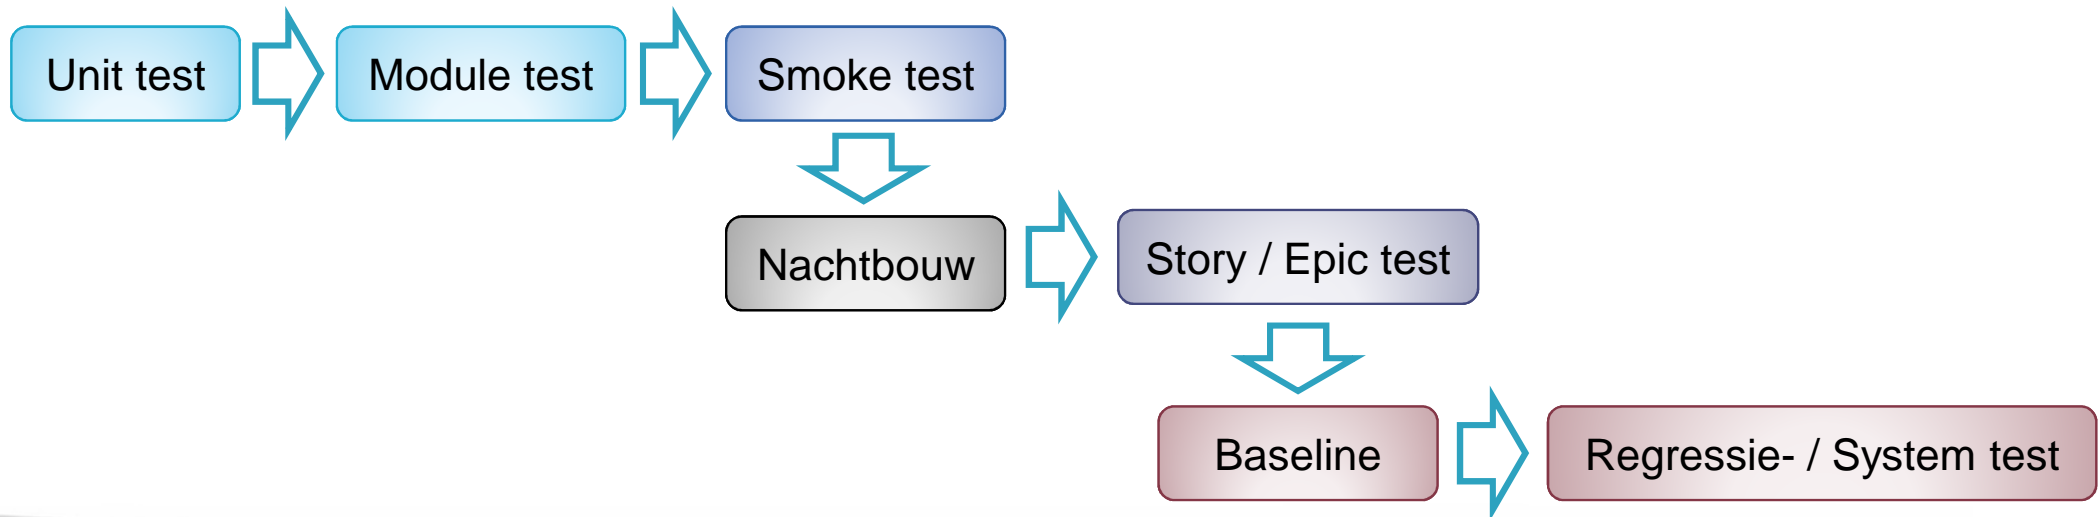 Unit test
Module test
Smoke test
Nachtbouw
Story / Epic test
Baseline
Regressie- / System test